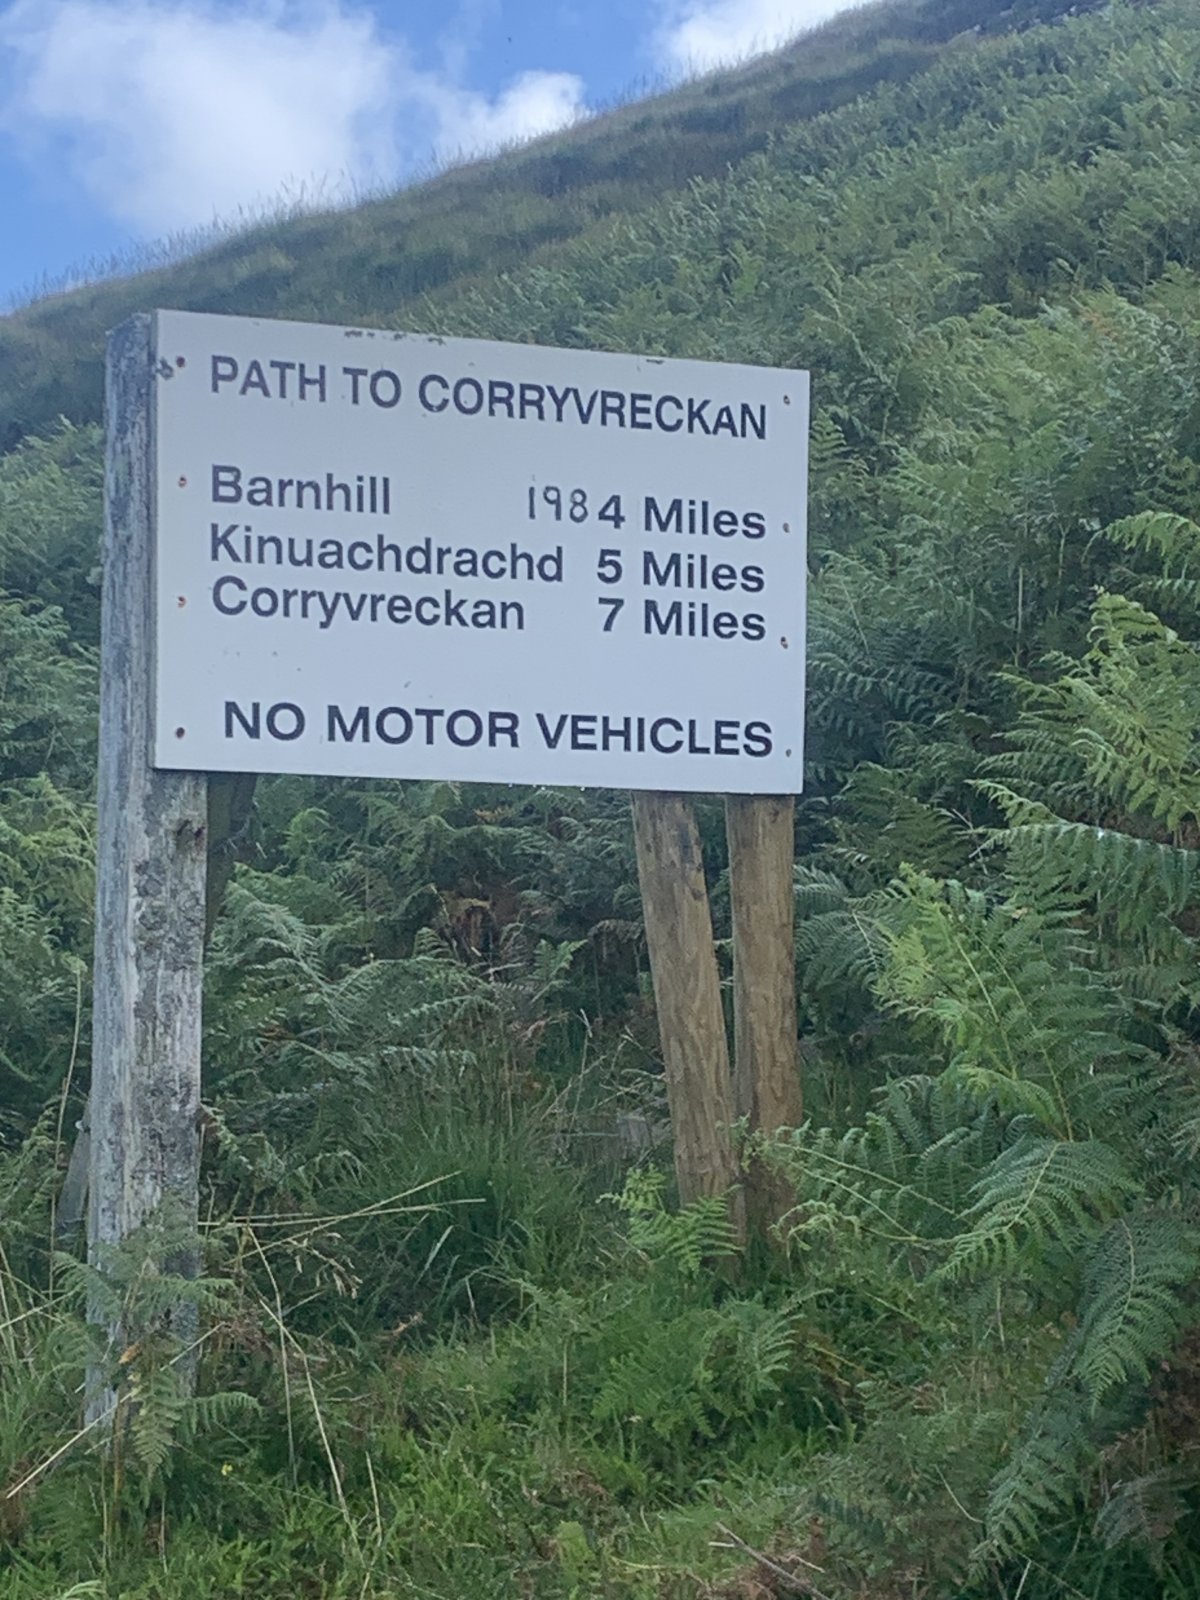 PATH TO CORRYVRECKAN
Barnhill 1984 Miles
Kinuachdrachd 5 Miles
Corryvreckan 7 Miles
NO MOTOR VEHICLES